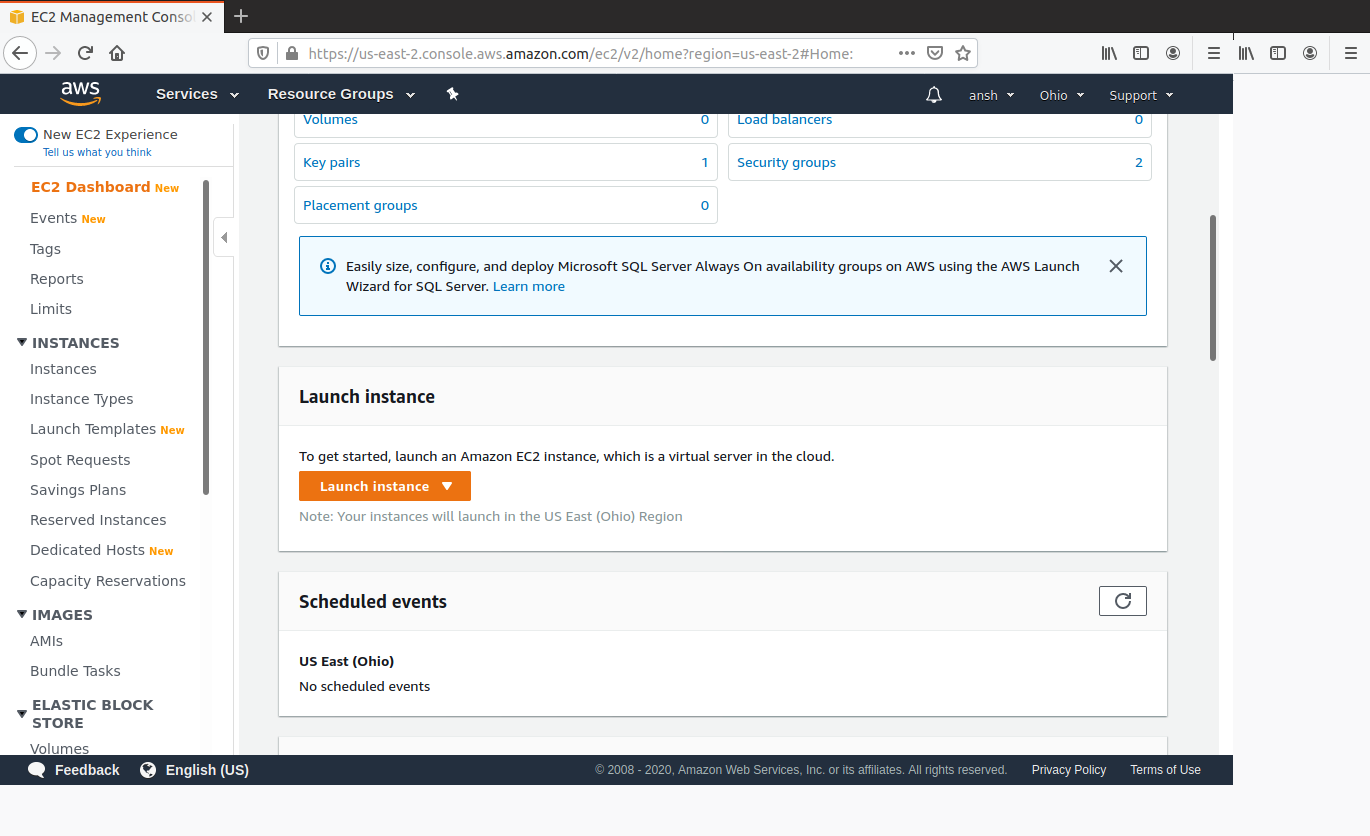 EC2 Management Consol
https://us-east-2.console.aws.amazon.com/ec2/v2/home?region=us-east-2#Home:
aws
Services
Resource Groups
ansh
Ohio
Support
New EC2 Experience
Tell us what you think
EC2 Dashboard New
Events New
Tags
Reports
Limits
INSTANCES
Instances
Instance Types
Launch Templates New
Spot Requests
Savings Plans
Reserved Instances
Dedicated Hosts New
Capacity Reservations
IMAGES
AMIs
Bundle Tasks
ELASTIC BLOCK
STORE
Volumes
Volumes 0
Load balancers 0
Key pairs 1
Security groups 2
Placement groups 0
Easily size, configure, and deploy Microsoft SQL Server Always On availability groups on AWS using the AWS Launch
Wizard for SQL Server. Learn more
Launch instance
To get started, launch an Amazon EC2 instance, which is a virtual server in the cloud.
Launch instance
Note: Your instances will launch in the US East (Ohio) Region
Scheduled events
US East (Ohio)
No scheduled events
Feedback
English (US)
© 2008 - 2020, Amazon Web Services, Inc. or its affiliates. All rights reserved.
Privacy Policy
Terms of Use